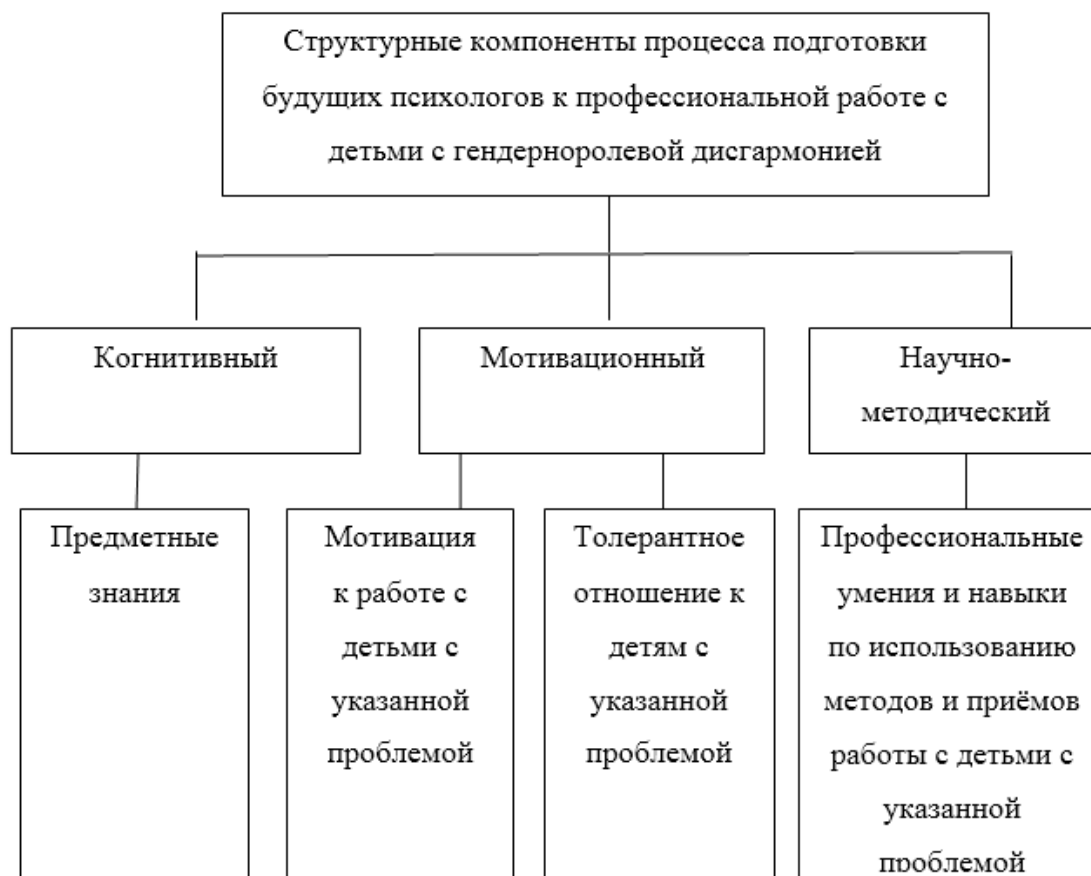 Структурные компоненты процесса подготовки
будущих психологов к профессиональной работе с
детьми с гендерноролевой дисгармонией
Когнитивный
Мотивационный
Научно-
методический
Предметные
знания
Мотивация
к работе с
детьми с
указанной
проблемой
Толерантное
отношение к
детям с
указанной
проблемой
Профессиональные
умения и навыки
по использованию
методов и приёмов
работы с детьми с
указанной
проблемой